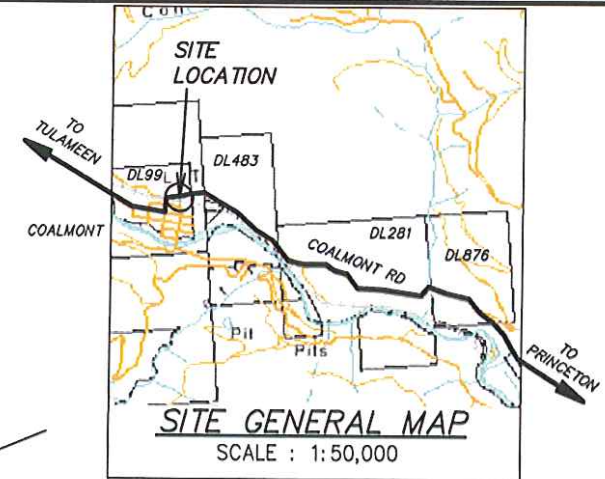 Con
SITE
LOCATION
TO
TULAMEEN
DL99
DL483
COALMONT
DL281
COALMONT RD
DL876
Pit
Pits
TO
PRINCETON
SITE GENERAL MAP
SCALE : 1:50,000